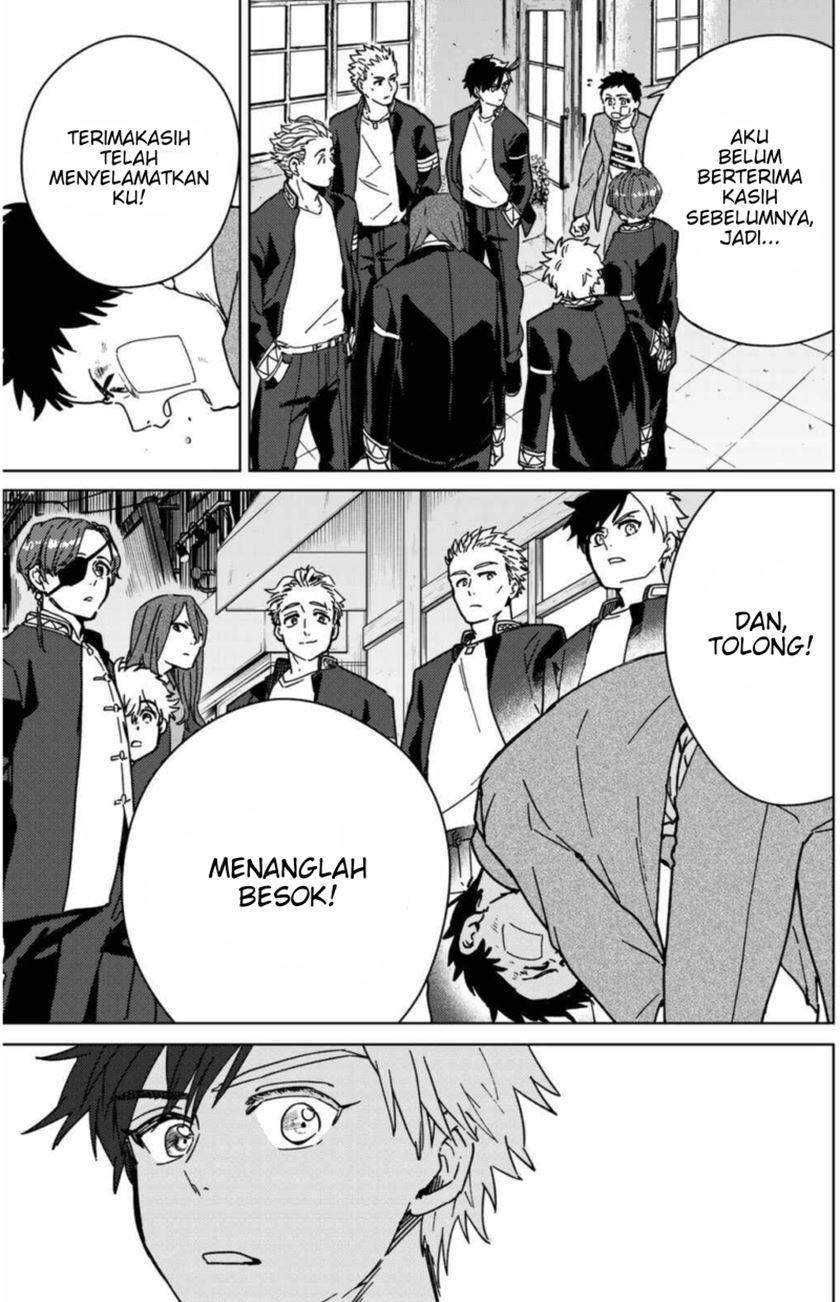 AKU
BELUM
BERTERIMA
KASIH
SEBELUMNYA,
JADI...
TERIMAKASIH
TELAH
MENYELAMATKAN
KU!
DAN,
TOLONG!
MENANGLAH
BESOK!